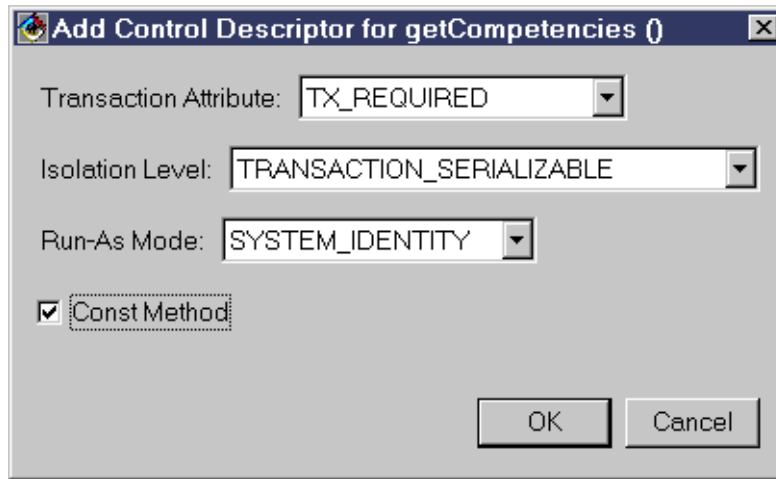 Add Control Descriptor for getCompetencies ()
Transaction Attribute: TX_REQUIRED
Isolation Level: TRANSACTION_SERIALIZABLE
Run-As Mode: SYSTEM_IDENTITY
Const Method
OK Cancel